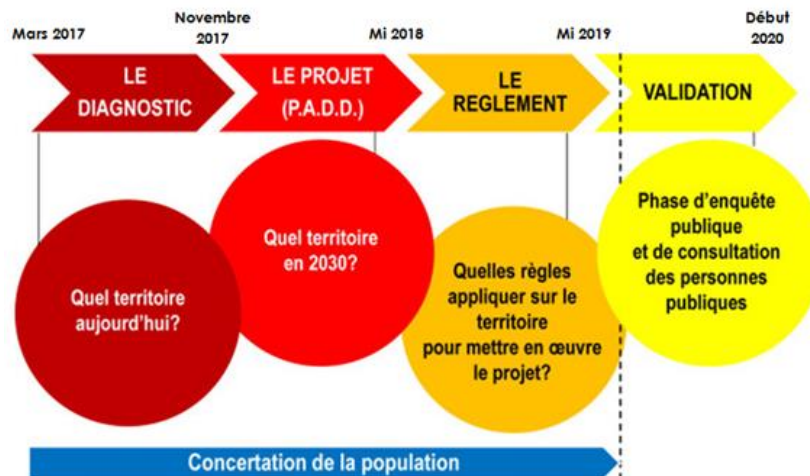 Mars 2017
Novembre
2017
Mi 2018
Mi 2019
Début
2020
LE
DIAGNOSTIC
LE PROJET
(P.A.D.D.)
LE
REGLEMENT
VALIDATION
Quel territoire
aujourd'hui?
Quel territoire
en 2030?
Quelles règles
appliquer sur le
territoire
pour mettre en œuvre
le projet?
Phase d'enquête
publique
et de consultation
des personnes
publiques
Concertation de la population